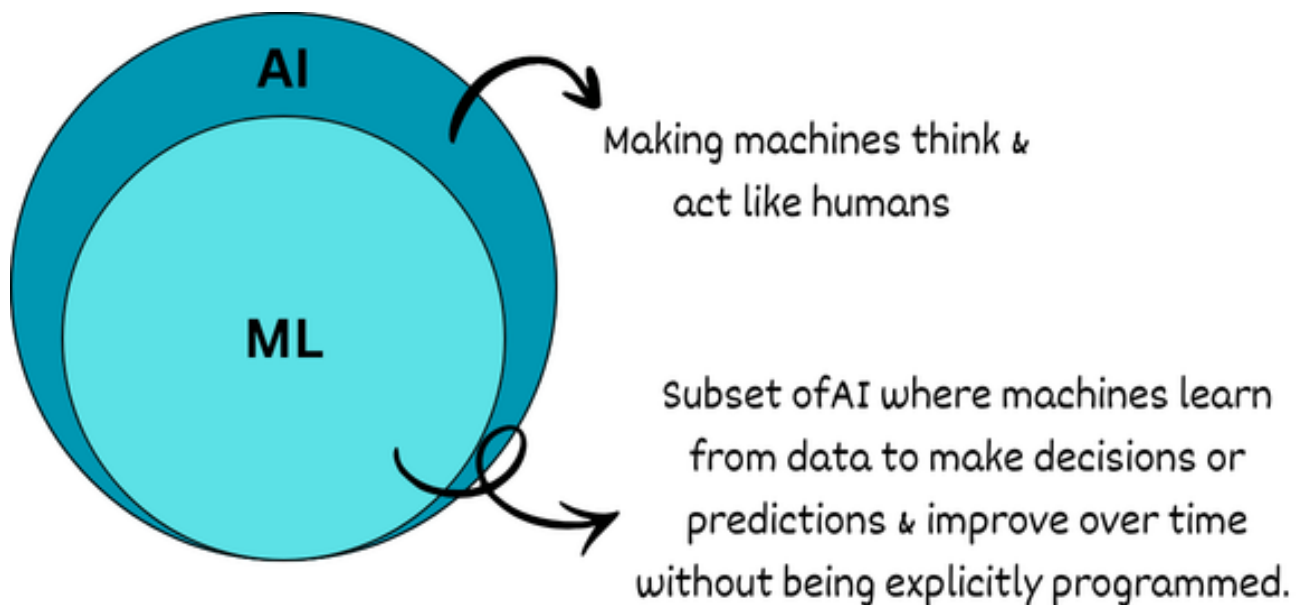 AI
Making machines think &
act like humans
ML
Subset ofAI where machines learn
from data to make decisions or
predictions & improve over time
without being explicitly programmed.